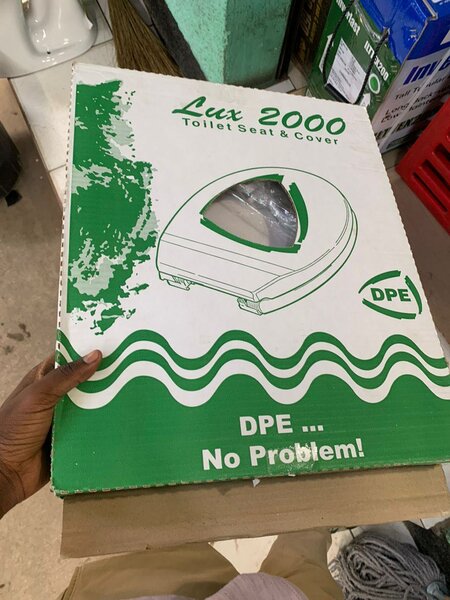 Lux 2000
Toilet Seat & Cover
DPE
DPE ...
No Problem!